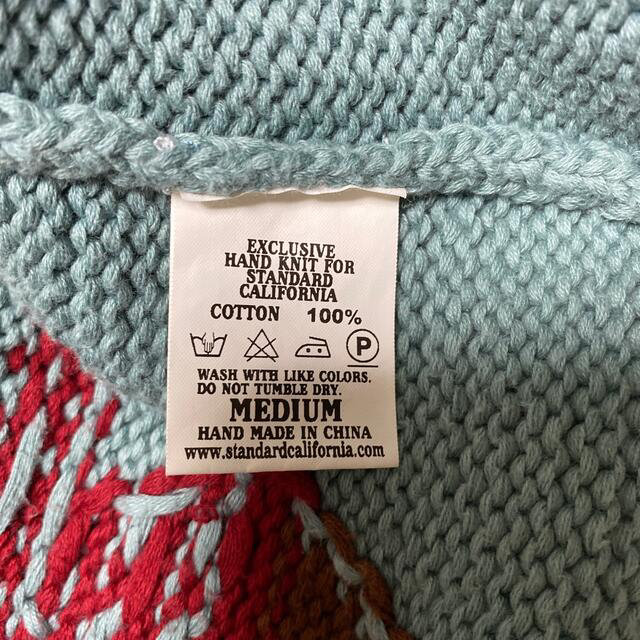 EXCLUSIVE
HAND KNIT FOR
STANDARD
CALIFORNIA
COTTON 100%
P
WASH WITH LIKE COLORS.
DO NOT TUMBLE DRY.
MEDIUM
HAND MADE IN CHINA
www.standardcalifornia.com